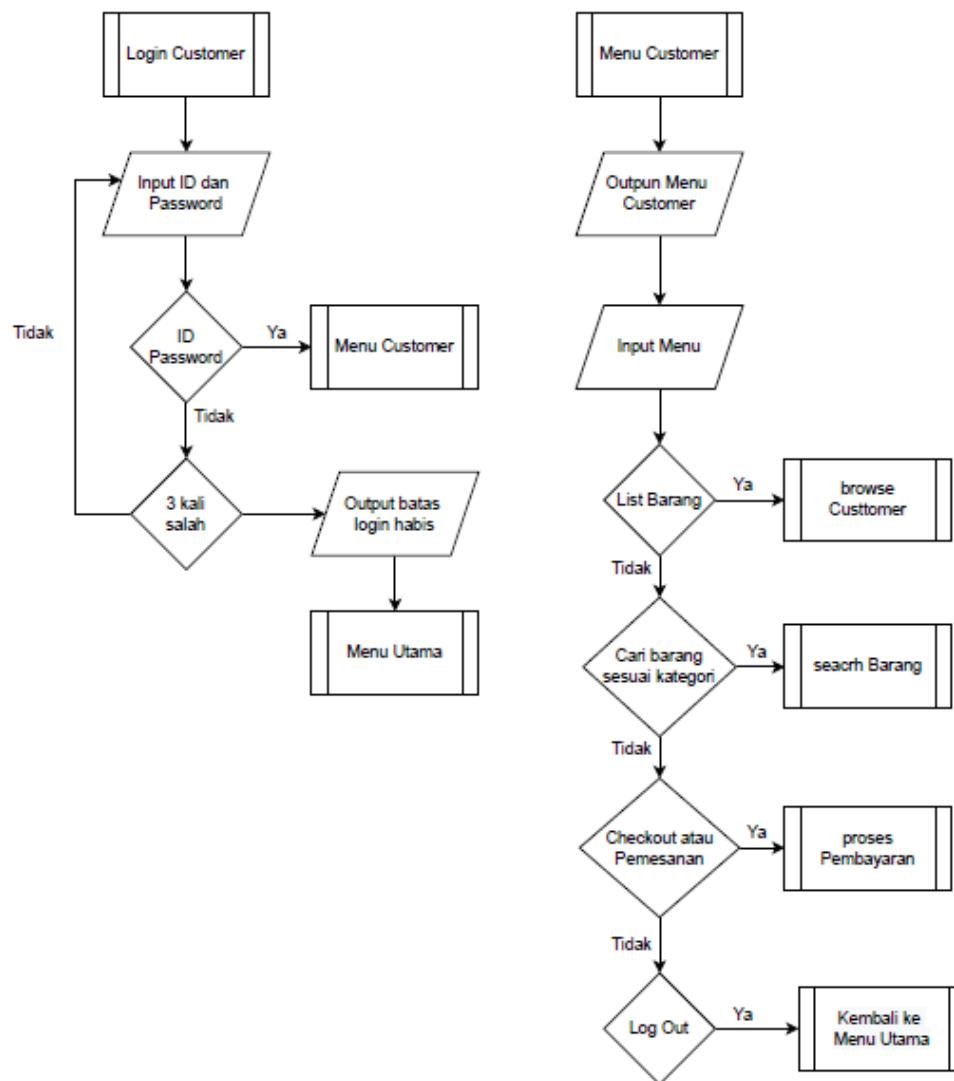 Login Customer
Input ID dan
Password
Tidak
ID
Password
Ya
Menu Customer
Tidak
3 kali
salah
Output batas
login habis
Menu Utama
Menu Customer
Outpun Menu
Customer
Input Menu
List Barang
Ya
browse
Custtomer
Tidak
Cari barang
sesuai kategori
Ya
seacrh Barang
Tidak
Checkout atau
Pemesanan
Ya
proses
Pembayaran
Tidak
Log Out
Ya
Kembali ke
Menu Utama